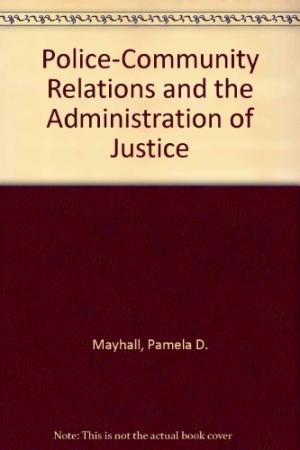 Police-Community
Relations and the
Administration of
Justice
Mayhall, Pamela D.
Note: This is not the actual book cover